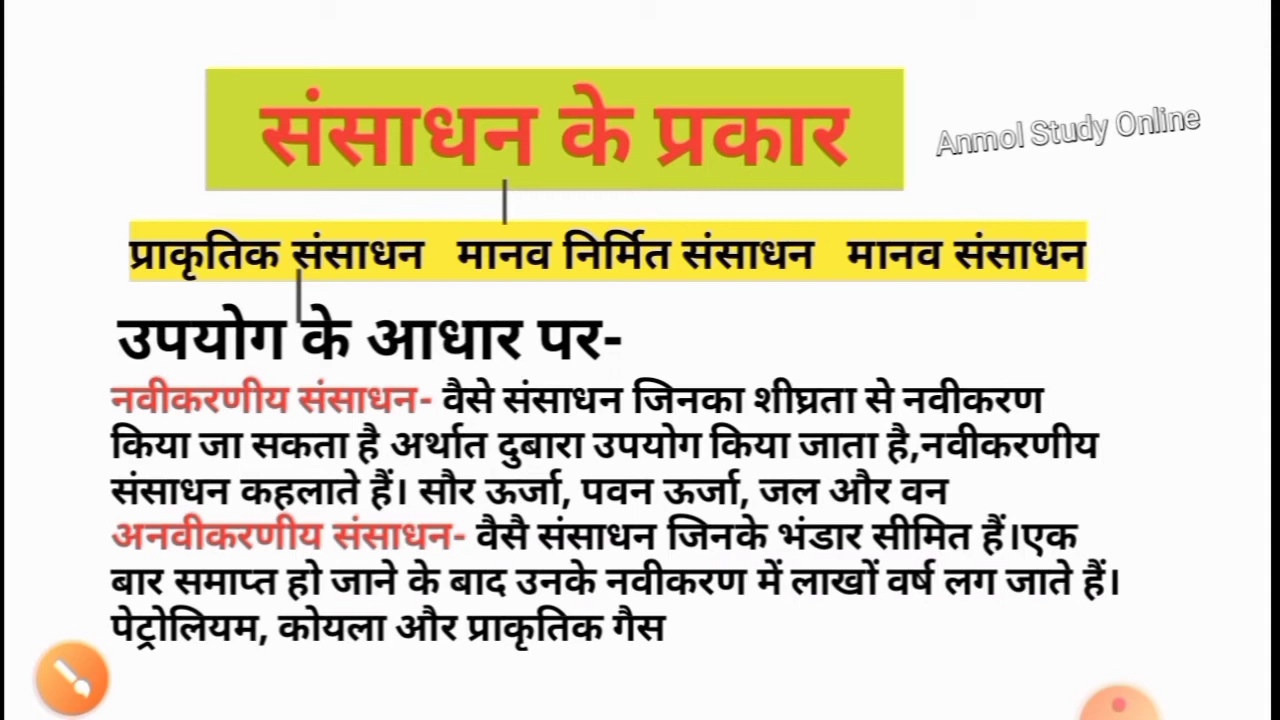 संसाधन के प्रकार
Anmol Study Online
प्राकृतिक संसाधन मानव निर्मित संसाधन मानव संसाधन
उपयोग के आधार पर-
नवीकरणीय संसाधन- वैसे संसाधन जिनका शीघ्रता से नवीकरण
किया जा सकता है अर्थात दुबारा उपयोग किया जाता है,नवीकरणीय
संसाधन कहलाते हैं। सौर ऊर्जा, पवन ऊर्जा, जल और वन
अनवीकरणीय संसाधन- वैसै संसाधन जिनके भंडार सीमित हैं।एक
बार समाप्त हो जाने के बाद उनके नवीकरण में लाखों वर्ष लग जाते हैं।
पेट्रोलियम, कोयला और प्राकृतिक गैस